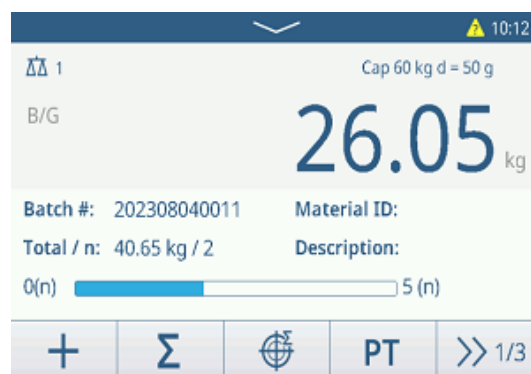 10:12
1 Cap 60 kg d = 50 g
B/G
26.05 kg
Batch #: 202308040011 Material ID:
Total / n: 40.65 kg / 2 Description:
0(n) 5 (n)
+ Σ Σ PT >> 1/3